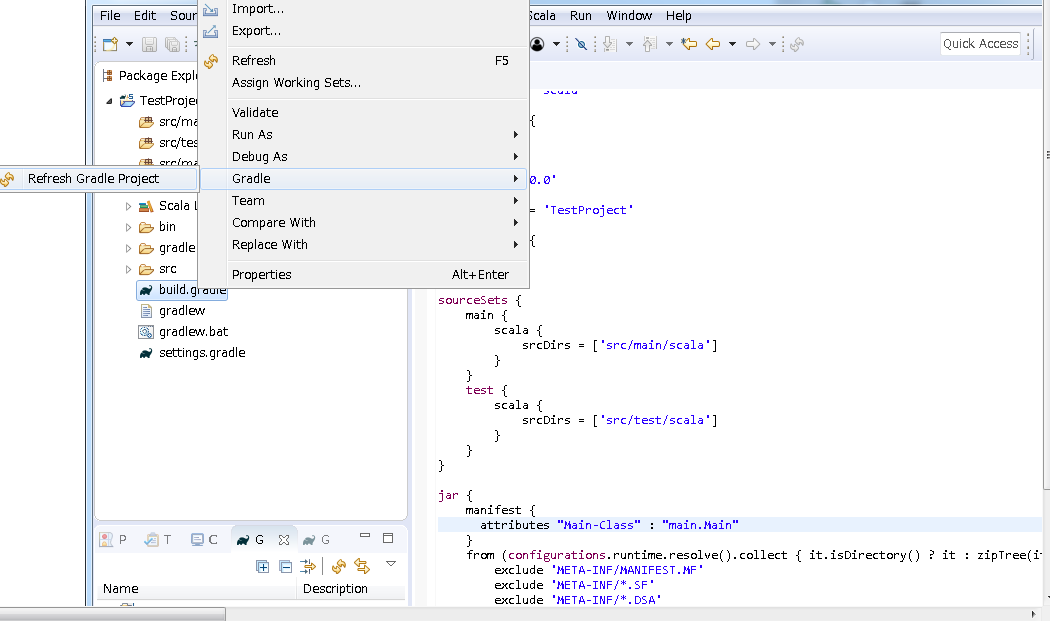 File Edit Sour
Scala Run Window Help
Import...
Export...
Refresh F5
Assign Working Sets...
Validate
Run As
Debug As
Gradle
Team
Compare With
Replace With
Properties Alt+Enter
Refresh Gradle Project
Quick Access
Package Expl
TestProje
src/ma
src/tes
src/ma
Scala L
bin
gradle
src
build.gradle
gradlew
gradlew.bat
settings.gradle
P T C G G
Name Description
scala
{
0.0'
= 'TestProject'
{
sourceSets {
main {
scala {
srcDirs = ['src/main/scala']
}
}
test {
scala {
srcDirs = ['src/test/scala']
}
}
}
jar {
manifest {
attributes "Main-Class" : "main.Main"
}
from (configurations.runtime.resolve().collect { it.isDirectory() ? it : zipTree(it
exclude 'META-INF/MANIFEST.MF'
exclude 'META-INF/*.SF'
exclude 'META-INF/*.DSA'